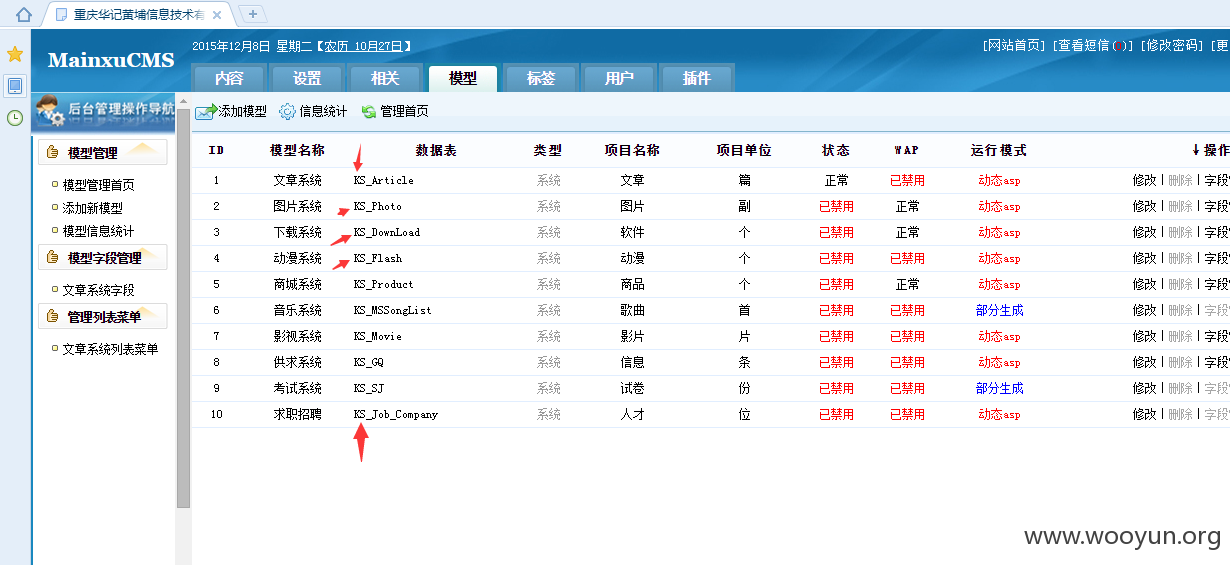 重庆华记黄埔信息技术有
MainxuCMS
2015年12月8日 星期二【农历 10月27日】
[网站首页] [查看短信(0)] [修改密码] [更
内容 设置 相关 模型 标签 用户 插件
后台管理操作导航
添加模型 信息统计 管理首页
模型管理
模型管理首页
添加新模型
模型信息统计
模型字段管理
文章系统字段
管理列表菜单
文章系统列表菜单
ID 模型名称 数据表 类型 项目名称 项目单位 状态 WAP 运行模式 ↓操作
1 文章系统 KS_Article 系统 文章 篇 正常 已禁用 动态asp 修改|删除|字段
2 图片系统 KS_Photo 系统 图片 副 已禁用 正常 动态asp 修改|删除|字段
3 下载系统 KS_DownLoad 系统 软件 个 已禁用 正常 动态asp 修改|删除|字段
4 动漫系统 KS_Flash 系统 动漫 个 已禁用 已禁用 动态asp 修改|删除|字段
5 商城系统 KS_Product 系统 商品 个 已禁用 正常 动态asp 修改|删除|字段
6 音乐系统 KS_MSSongList 系统 歌曲 首 已禁用 已禁用 部分生成 修改|删除|字段
7 影视系统 KS_Movie 系统 影片 片 已禁用 已禁用 动态asp 修改|删除|字段
8 供求系统 KS_GQ 系统 信息 条 已禁用 已禁用 动态asp 修改|删除|字段
9 考试系统 KS_SJ 系统 试卷 份 已禁用 已禁用 部分生成 修改|删除|字段
10 求职招聘 KS_Job_Company 系统 人才 位 已禁用 已禁用 动态asp 修改|删除|字段
www.wooyun.org